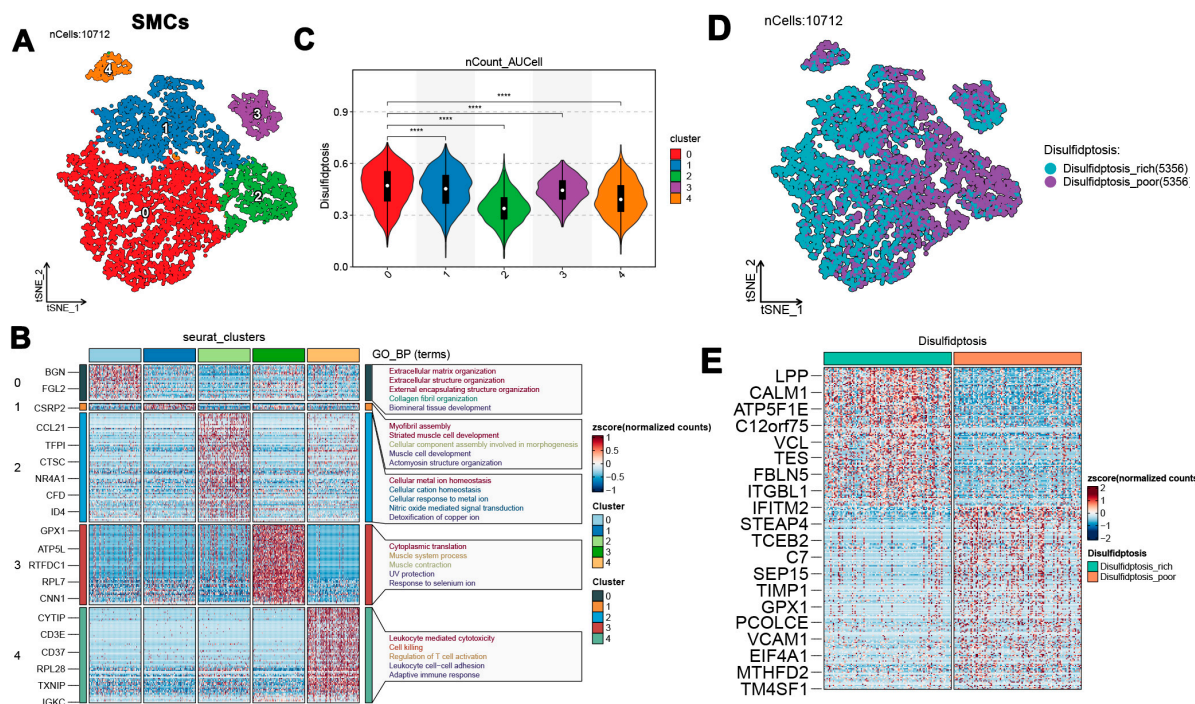 SMCs
A
nCells:10712
4
1
3
2
0
tSNE_2
tSNE_1
C
nCount_AUCell
Disulfidptosis
0.9
0.6
0.3
0.0
****
****
****
****
0
1
2
3
4
cluster
0
1
2
3
4
D
nCells:10712
Disulfidptosis:
Disulfidptosis_rich(5356)
Disulfidptosis_poor(5356)
tSNE_2
tSNE_1
B
seurat_clusters
GO_BP (terms)
0
BGN
FGL2
1
CSRP2
2
CCL21
TFPI
CTSC
NR4A1
CFD
ID4
3
GPX1
ATP5L
RTFDC1
RPL7
CNN1
4
CYTIP
CD3E
CD37
RPL28
TXNIP
IGKC
Extracellular matrix organization
Extracellular structure organization
External encapsulating structure organization
Collagen fibril organization
Biomineral tissue development
Myofibril assembly
Striated muscle cell development
Cellular component assembly involved in morphogenesis
Muscle cell development
Actomyosin structure organization
Cellular metal ion homeostasis
Cellular cation homeostasis
Cellular response to metal ion
Nitric oxide mediated signal transduction
Detoxification of copper ion
Cytoplasmic translation
Muscle system process
Muscle contraction
UV protection
Response to selenium ion
Leukocyte mediated cytotoxicity
Cell killing
Regulation of T cell activation
Leukocyte cell-cell adhesion
Adaptive immune response
zscore(normalized counts)
1
0.5
0
−0.5
−1
Cluster
0
1
2
3
4
Cluster
0
1
2
3
4
E
Disulfidptosis
LPP
CALM1
ATP5F1E
C12orf75
VCL
TES
FBLN5
ITGBL1
IFITM2
STEAP4
TCEB2
C7
SEP15
TIMP1
GPX1
PCOLCE
VCAM1
EIF4A1
MTHFD2
TM4SF1
zscore(normalized counts)
2
1
0
−1
−2
Disulfidptosis
Disulfidptosis_rich
Disulfidptosis_poor